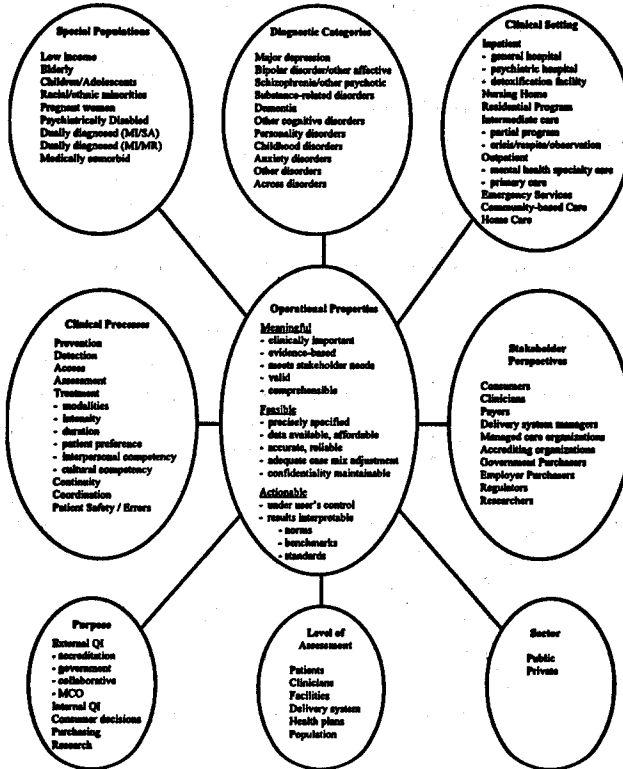 Special Populations
Low income
Elderly
Children/Adolescents
Racial/ethnic minorities
Pregnant women
Psychiatrically Disabled
Dually diagnosed (MI/SA)
Dually diagnosed (MI/MR)
Medically comorbid
Diagnostic Categories
Major depression
Bipolar disorder/other affective
Schizophrenia/other psychotic
Substance-related disorders
Dementia
Other cognitive disorders
Personality disorders
Childhood disorders
Anxiety disorders
Other disorders
Across disorders
Clinical Setting
Inpatient
- general hospital
- psychiatric hospital
- detoxification facility
Nursing Home
Residential Program
Intermediate care
- partial program
- crisis/respite/observation
Outpatient
- mental health specialty care
- primary care
Emergency Services
Community-based Care
Home Care
Clinical Processes
Prevention
Detection
Access
Assessment
Treatment
- modalities
- intensity
- duration
- patient preference
- interpersonal competency
- cultural competency
Continuity
Coordination
Patient Safety / Errors
Operational Properties
Meaningful
- clinically important
- evidence-based
- meets stakeholder needs
- valid
- comprehensible
Feasible
- precisely specified
- data available, affordable
- accurate, reliable
- adequate case mix adjustment
- confidentiality maintainable
Actionable
- under user's control
- results interpretable
- norms
- benchmarks
- standards
Stakeholder
Perspectives
Consumers
Clinicians
Payers
Delivery system managers
Managed care organizations
Accrediting organizations
Government Purchasers
Employer Purchasers
Regulators
Researchers
Purpose
External QI
- accreditation
- government
- collaborative
- MCO
Internal QI
Consumer decisions
Purchasing
Research
Level of
Assessment
Patients
Clinicians
Facilities
Delivery system
Health plans
Population
Sector
Public
Private